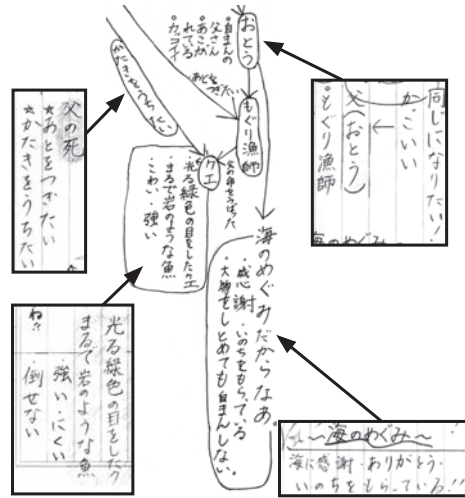 おとう
・自まんの
父さん
・あこが
れている
・カッコイイ
あとをつぎたい
もぐり漁師
かたきをうちたい
父の命をうばった
クエ
・光る緑色の目をしたクエ
・まるで岩のような魚
・こわい・強い
海のめぐみだからなあ。
・感謝・いのちをもらっている
・大物をしとめても自まんしない。
同じになりたい!
かっこいい
父(おとう)
・もぐり漁師
海のめぐみ
父の死
★あとをつぎたい
★かたきをうちたい
光る緑色の目をしたク
まるで岩のような魚
・強い・にくい
・倒せない
ね!!
〜海のめぐみ〜
海に感謝・ありがとう・
いのちをもらっている!!